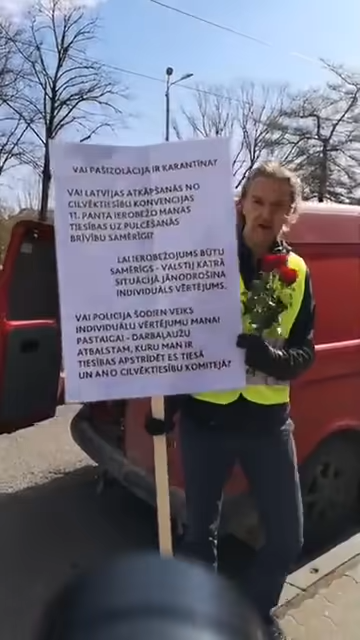 VAI PAŠIZOLĀCIJA IR KARANTĪNA?
VAI LATVIJAS ATKĀPŠANĀS NO
CILVĒKTIESĪBU KONVENCIJAS
11. PANTA IEROBEŽO MANAS
TIESĪBAS UZ PULCĒŠANĀS
BRĪVĪBU SAMĒRĪGI?
LAI IEROBEŽOJUMS BŪTU
SAMĒRĪGS - VALSTIJ KATRĀ
SITUĀCIJĀ JĀNODROŠINA
INDIVIDUĀLS VĒRTĒJUMS.
VAI POLICIJA ŠODIEN VEIKS
INDIVIDUĀLU VĒRTĒJUMU MANAI
PASTAIGAI - DARBAĻAUŽU
ATBALSTAM, KURU MAN IR
TIESĪBAS APSTRĪDĒT ES TIESĀ
UN ANO CILVĒKTIESĪBU KOMITEJĀ?